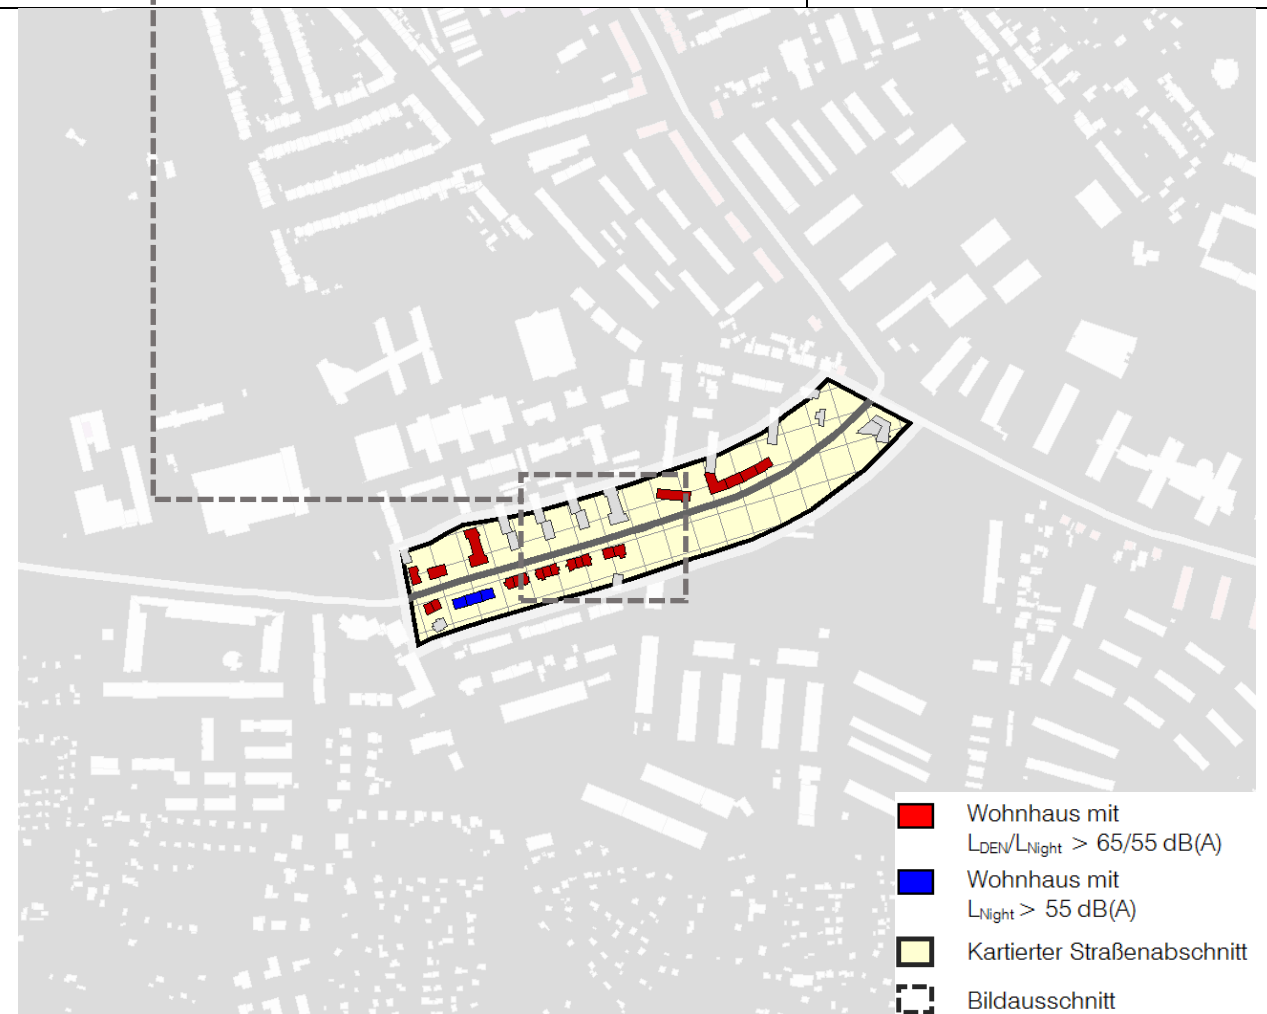 Wohnhaus mit
LDEN/LNight > 65/55 dB(A)
Wohnhaus mit
LNight > 55 dB(A)
Kartierter Straßenabschnitt
Bildausschnitt